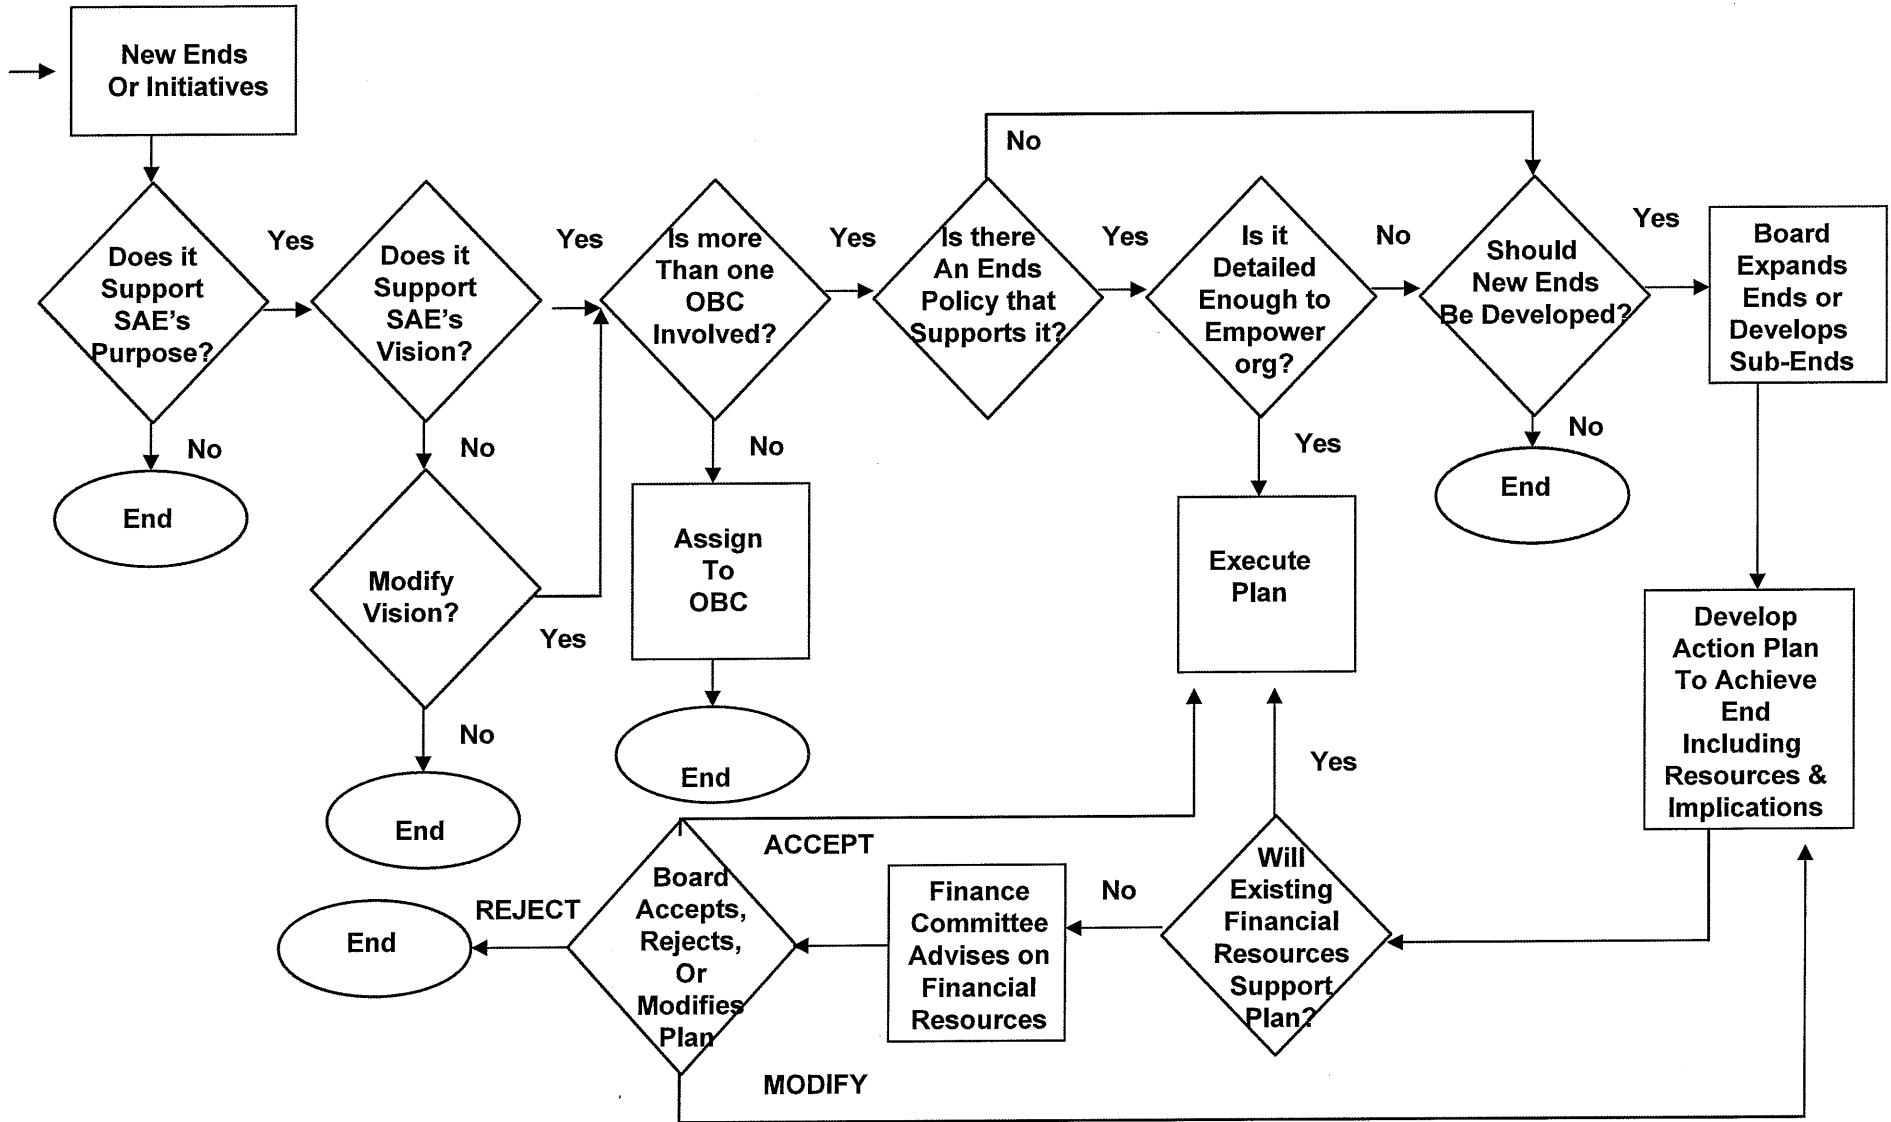 New Ends
Or Initiatives
No
Does it
Support
SAE's
Purpose?
Yes
Does it
Support
SAE's
Vision?
Yes
Is more
Than one
OBC
Involved?
Yes
Is there
An Ends
Policy that
Supports it?
Yes
Is it
Detailed
Enough to
Empower
org?
No
Should
New Ends
Be Developed?
Yes
Board
Expands
Ends or
Develops
Sub-Ends
No
No
No
Yes
No
End
Modify
Vision?
Yes
Assign
To
OBC
Execute
Plan
End
Develop
Action Plan
To Achieve
End
Including
Resources &
Implications
No
End
End
Yes
ACCEPT
REJECT
End
Board
Accepts,
Rejects,
Or
Modifies
Plan
Finance
Committee
Advises on
Financial
Resources
No
Will
Existing
Financial
Resources
Support
Plan?
MODIFY